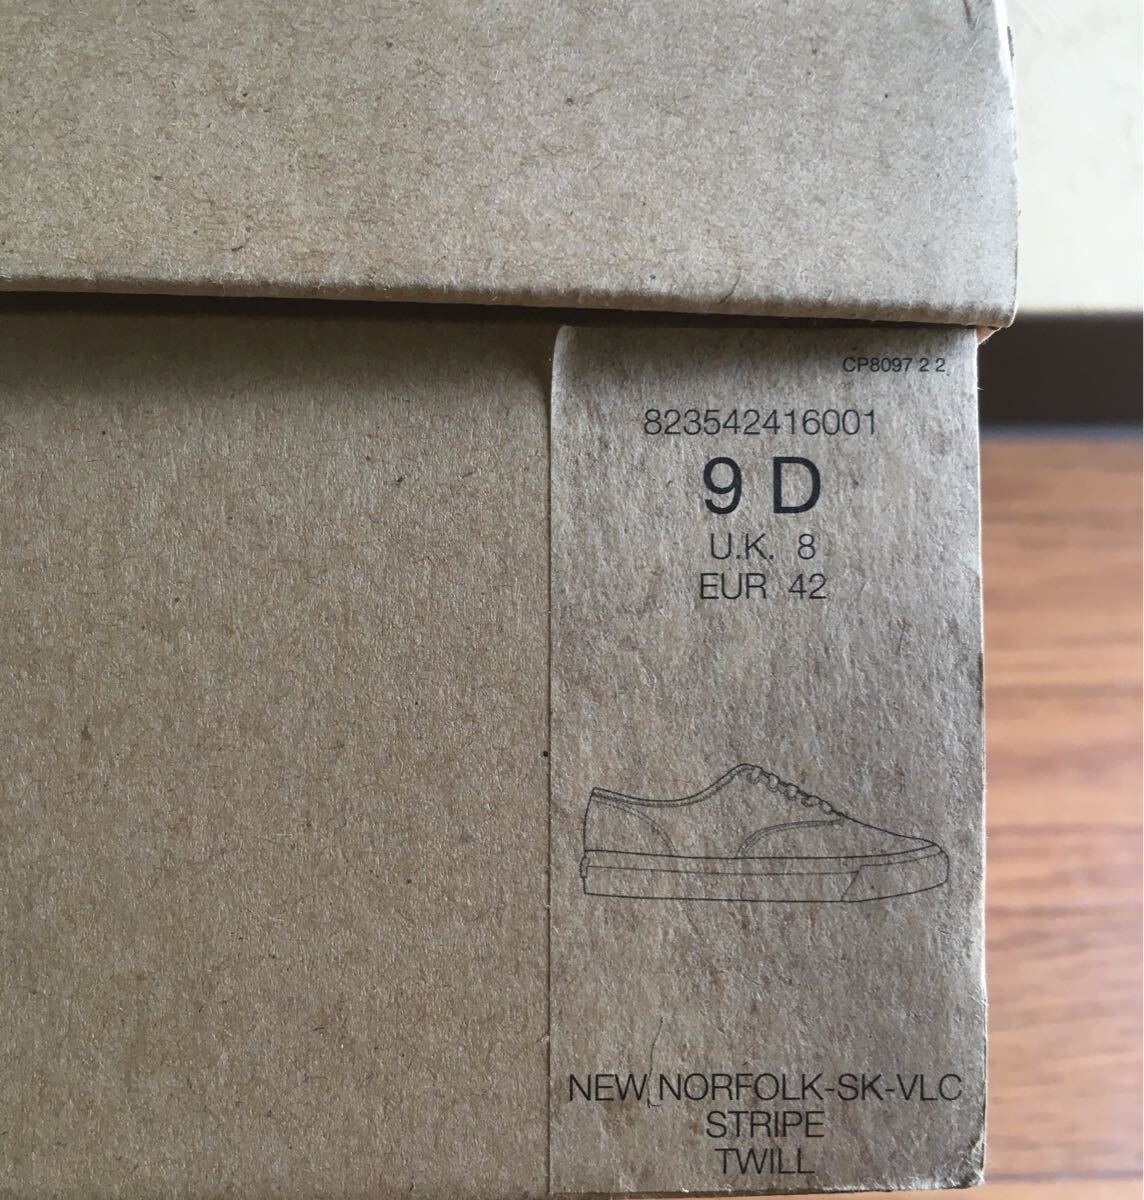 CP8097 2 2
823542416001
9 D
U.K. 8
EUR 42
NEW NORFOLK-SK-VLC
STRIPE
TWILL